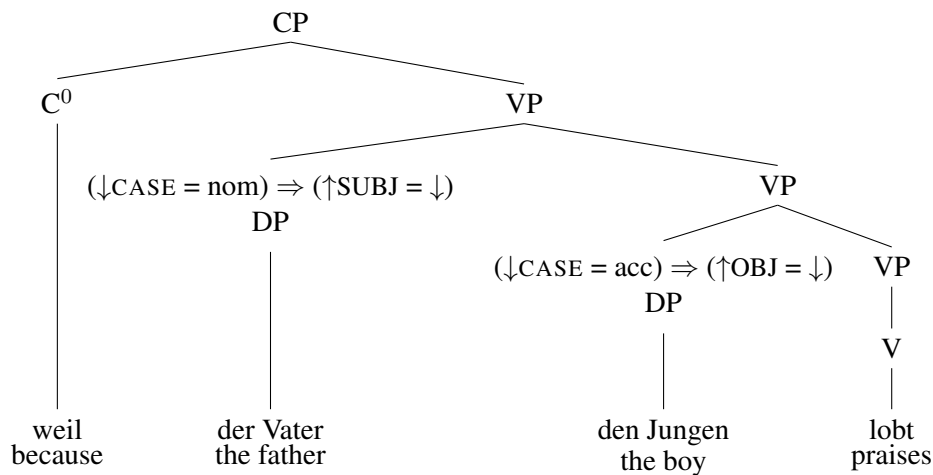 CP
C⁰ VP
(↓CASE = nom) ⇒ (↑SUBJ = ↓) VP
DP
(↓CASE = acc) ⇒ (↑OBJ = ↓) VP
DP
V
weil der Vater den Jungen lobt
because the father the boy praises